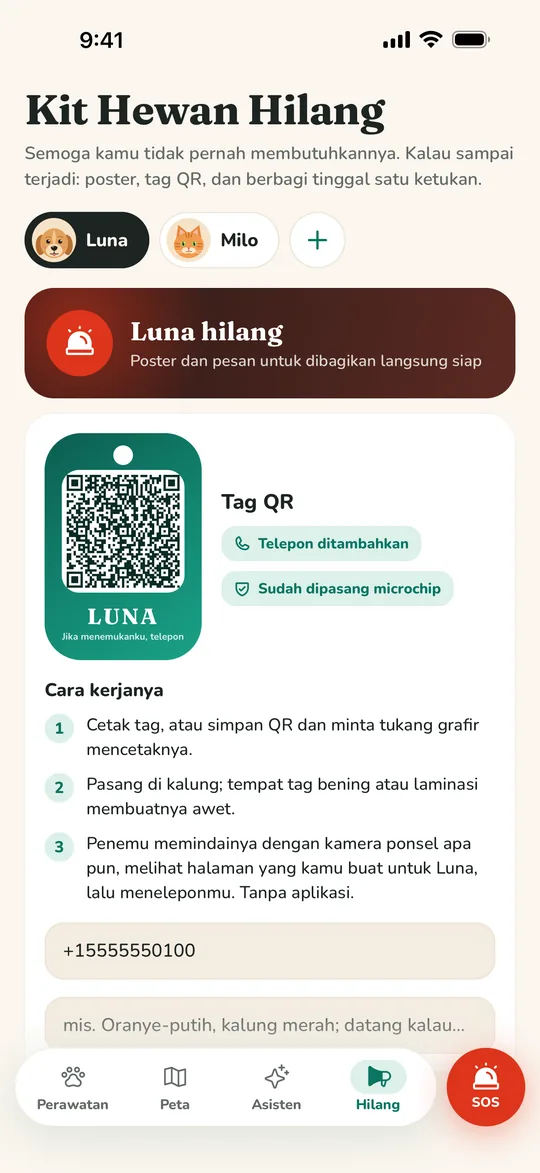 9:41
Kit Hewan Hilang
Semoga kamu tidak pernah membutuhkannya. Kalau sampai
terjadi: poster, tag QR, dan berbagi tinggal satu ketukan.
Luna
Milo
Luna hilang
Poster dan pesan untuk dibagikan langsung siap
LUNA
Jika menemukanku, telepon
Tag QR
Telepon ditambahkan
Sudah dipasang microchip
Cara kerjanya
1 Cetak tag, atau simpan QR dan minta tukang grafir
mencetaknya.
2 Pasang di kalung; tempat tag bening atau laminasi
membuatnya awet.
3 Penemu memindainya dengan kamera ponsel apa
pun, melihat halaman yang kamu buat untuk Luna,
lalu meneleponmu. Tanpa aplikasi.
+15555550100
mis. Oranye-putih, kalung merah; datang kalau...
Perawatan
Peta
Asisten
Hilang
SOS